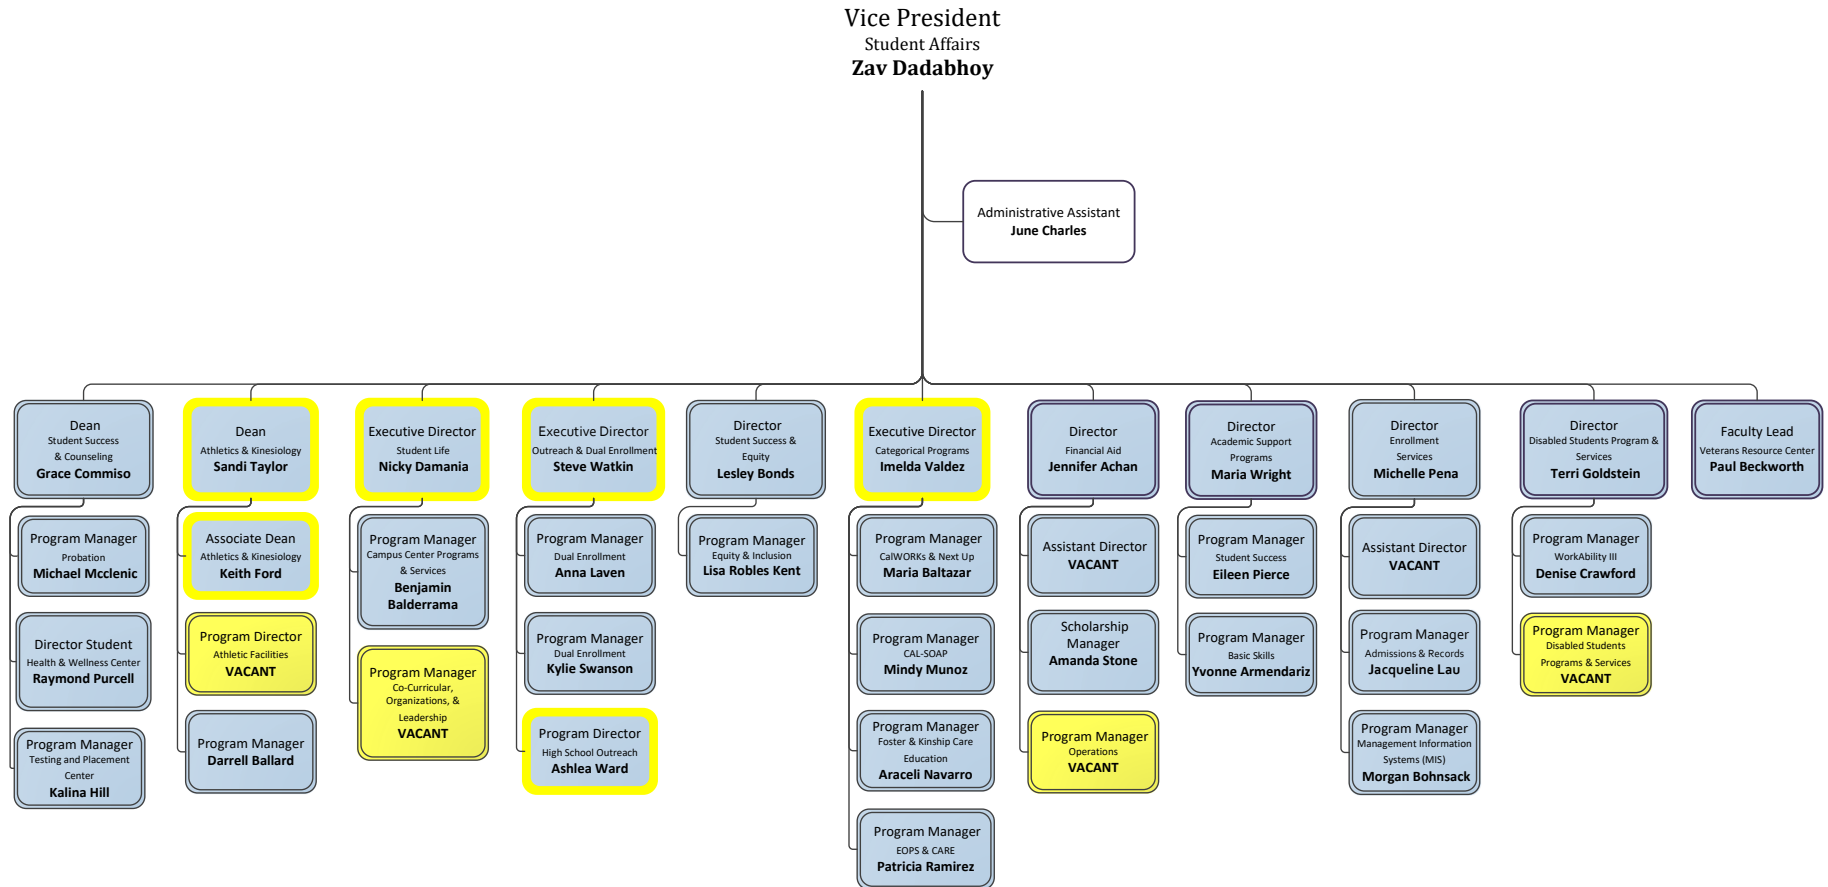 Vice President
Student Affairs
Zav Dadabhoy
Administrative Assistant
June Charles
Dean
Student Success
& Counseling
Grace Commiso
Dean
Athletics & Kinesiology
Sandi Taylor
Executive Director
Student Life
Nicky Damania
Executive Director
Outreach & Dual Enrollment
Steve Watkin
Director
Student Success &
Equity
Lesley Bonds
Executive Director
Categorical Programs
Imelda Valdez
Director
Financial Aid
Jennifer Achan
Director
Academic Support
Programs
Maria Wright
Director
Enrollment
Services
Michelle Pena
Director
Disabled Students Program &
Services
Terri Goldstein
Faculty Lead
Veterans Resource Center
Paul Beckworth
Program Manager
Probation
Michael Mcclenic
Associate Dean
Athletics & Kinesiology
Keith Ford
Program Manager
Campus Center Programs
& Services
Benjamin
Balderrama
Program Manager
Dual Enrollment
Anna Laven
Program Manager
Equity & Inclusion
Lisa Robles Kent
Program Manager
CalWORKs & Next Up
Maria Baltazar
Assistant Director
VACANT
Program Manager
Student Success
Eileen Pierce
Assistant Director
VACANT
Program Manager
WorkAbility III
Denise Crawford
Director Student
Health & Wellness Center
Raymond Purcell
Program Director
Athletic Facilities
VACANT
Program Manager
Co-Curricular,
Organizations, &
Leadership
VACANT
Program Manager
Dual Enrollment
Kylie Swanson
Program Manager
CAL-SOAP
Mindy Munoz
Scholarship
Manager
Amanda Stone
Program Manager
Basic Skills
Yvonne Armendariz
Program Manager
Admissions & Records
Jacqueline Lau
Program Manager
Disabled Students
Programs & Services
VACANT
Program Manager
Testing and Placement
Center
Kalina Hill
Program Manager
Darrell Ballard
Program Director
High School Outreach
Ashlea Ward
Program Manager
Foster & Kinship Care
Education
Araceli Navarro
Program Manager
Operations
VACANT
Program Manager
Management Information
Systems (MIS)
Morgan Bohnsack
Program Manager
EOPS & CARE
Patricia Ramirez